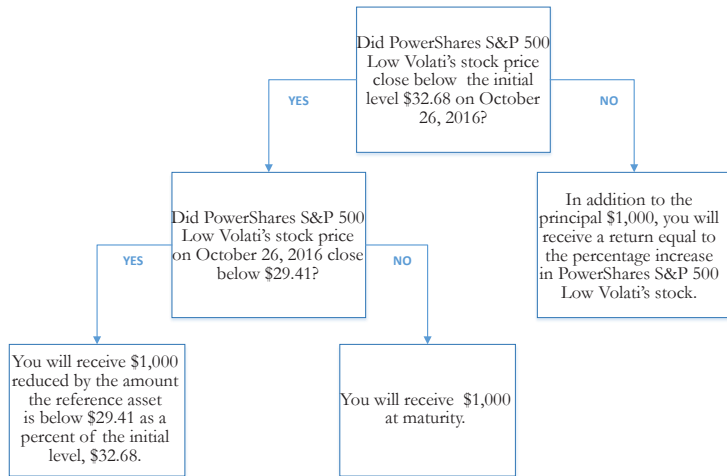 Did PowerShares S&P 500
Low Volati's stock price
close below the initial
level $32.68 on October
26, 2016?
YES
NO
Did PowerShares S&P 500
Low Volati's stock price
on October 26, 2016 close
below $29.41?
In addition to the
principal $1,000, you will
receive a return equal to
the percentage increase
in PowerShares S&P 500
Low Volati's stock.
YES
NO
You will receive $1,000
reduced by the amount
the reference asset
is below $29.41 as a
percent of the initial
level, $32.68.
You will receive $1,000
at maturity.